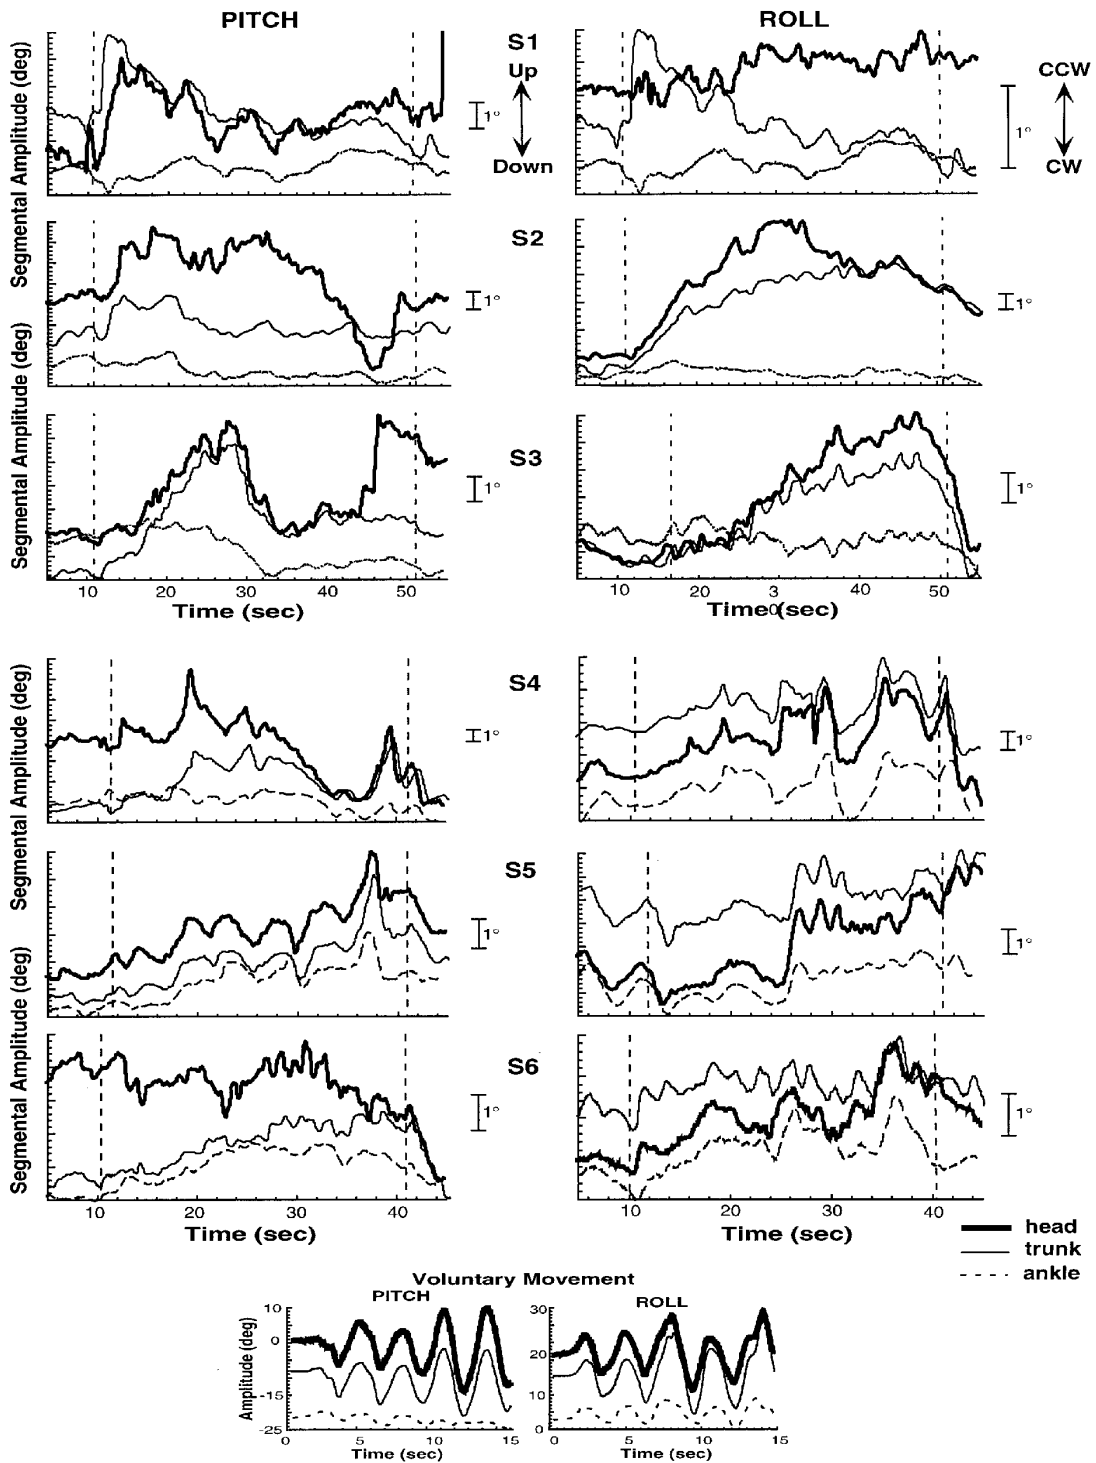 PITCH ROLL
Segmental Amplitude (deg)
S1
Up
1°
Down
CCW
1°
CW
S2
1°
1°
Segmental Amplitude (deg)
S3
1°
1°
10 20 30 40 50
Time (sec)
10 20 3 40 50
0
Time (sec)
Segmental Amplitude (deg)
S4
1°
1°
S5
1°
1°
Segmental Amplitude (deg)
S6
1°
1°
10 20 30 40
Time (sec)
10 20 30 40
Time (sec)
head
trunk
ankle
Voluntary Movement
PITCH ROLL
Amplitude (deg)
10
0
-15
-25
0 5 10 15
Time (sec)
30
20
20
10
0
0 5 10 15
Time (sec)